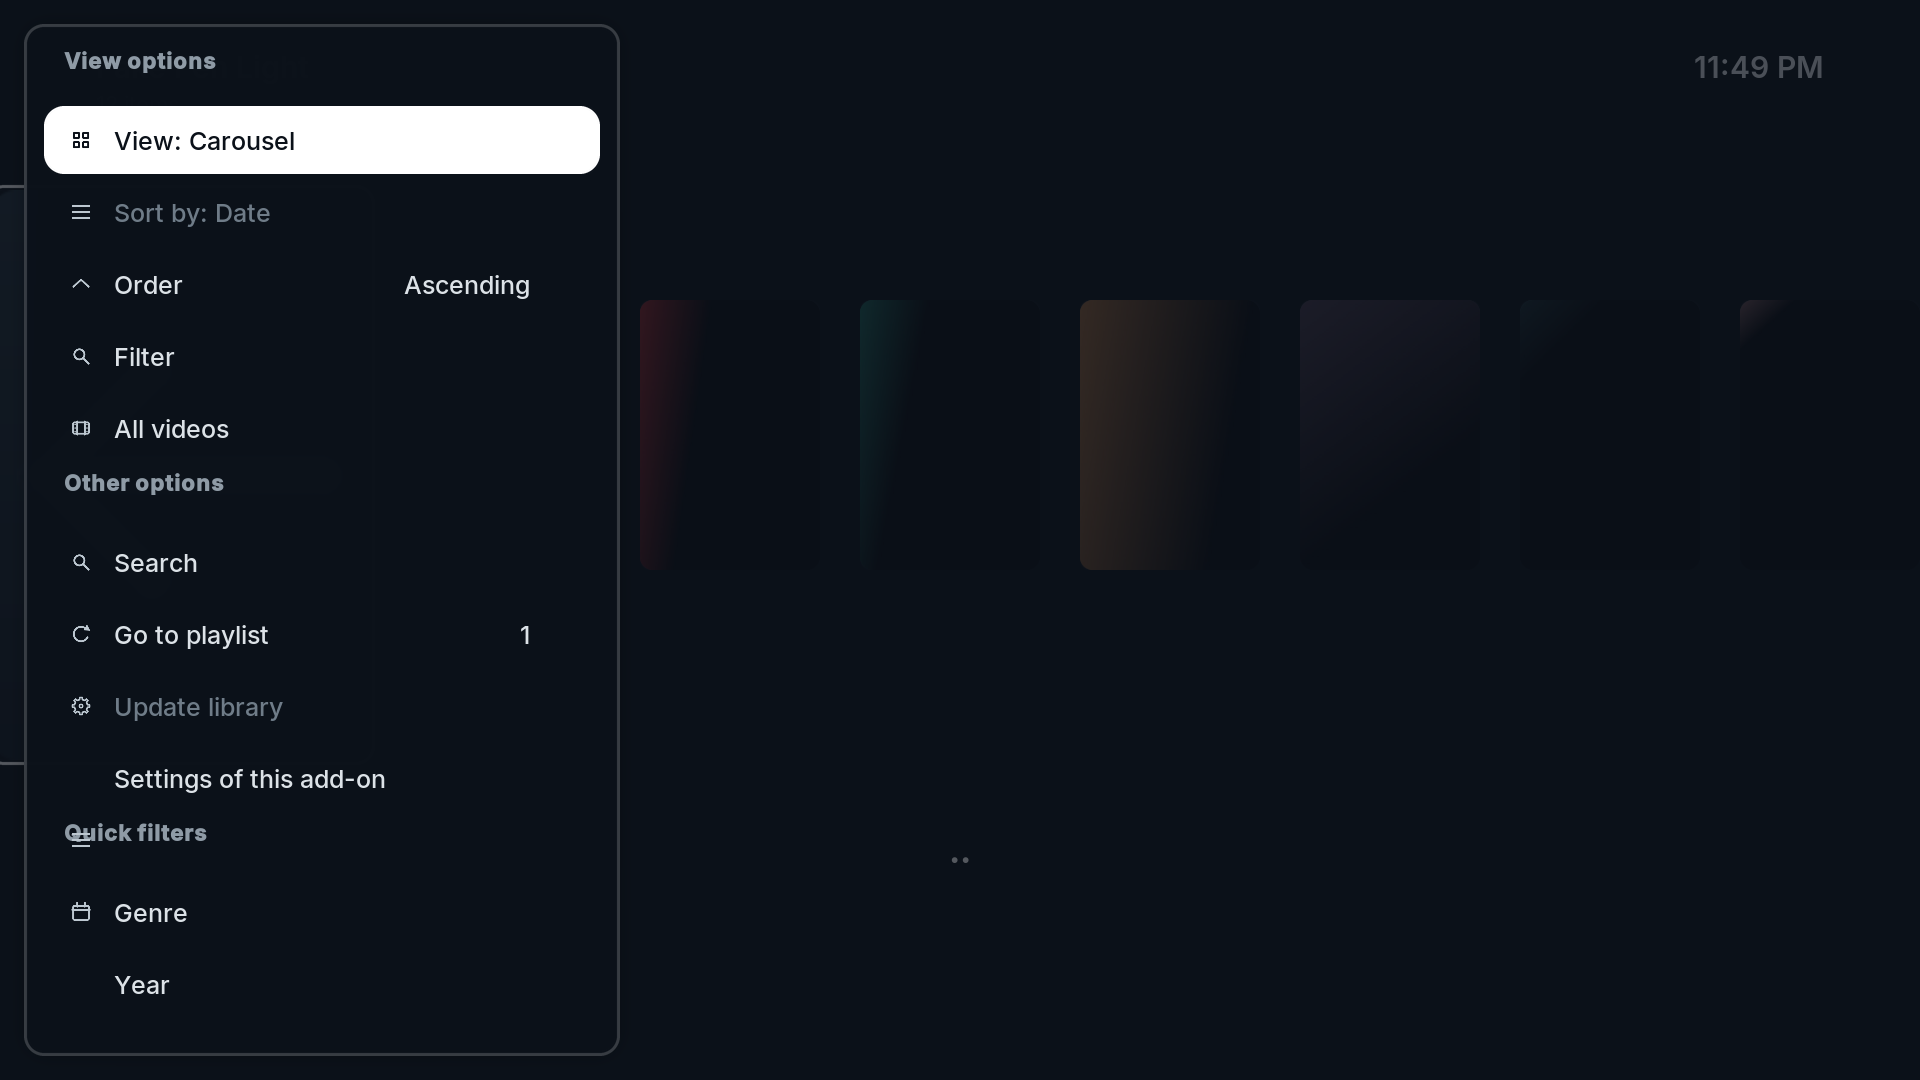 View options
11:49 PM
View: Carousel
Sort by: Date
Order Ascending
Filter
All videos
Other options
Search
Go to playlist 1
Update library
Settings of this add-on
Quick filters
Genre
Year